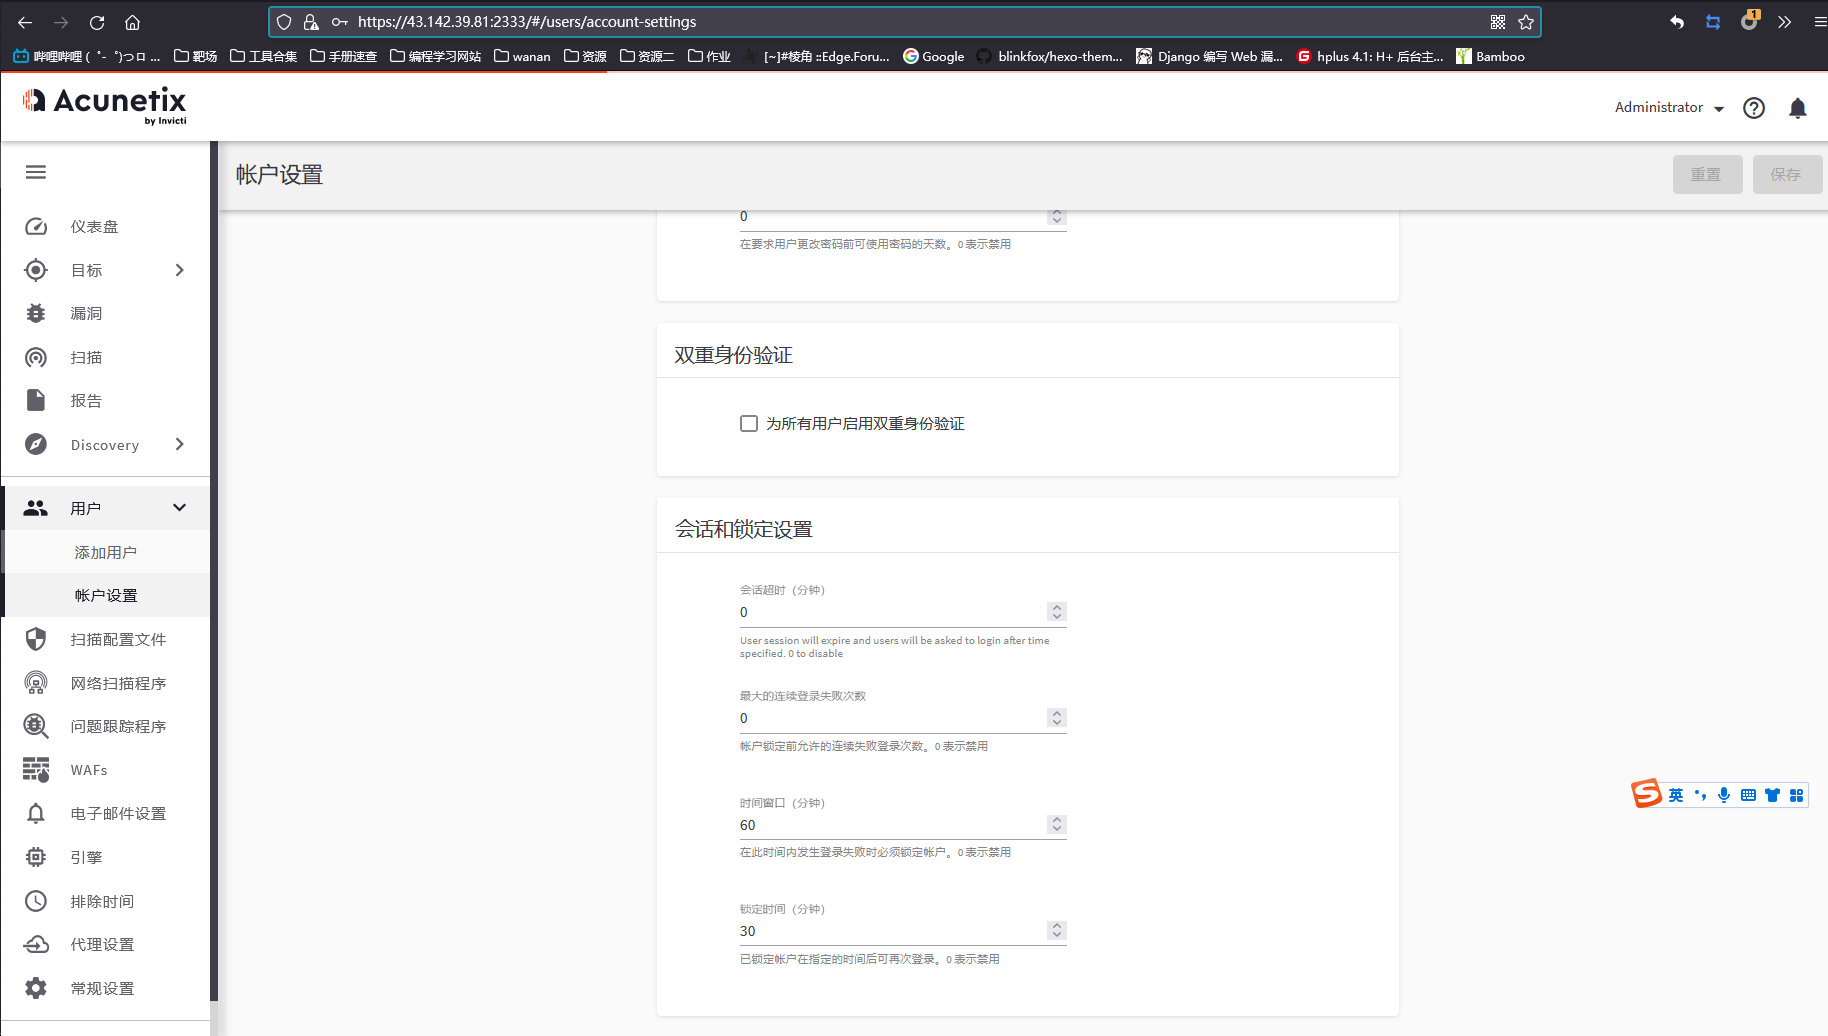 https://43.142.39.81:2333/#/users/account-settings
1
哔哩哔哩 ( ゜- ゜)つロ ...
靶场
工具合集
手册速查
编程学习网站
wanan
资源
资源二
作业
[~]#棱角 ::Edge.Foru...
Google
blinkfox/hexo-them...
Django 编写 Web 漏...
hplus 4.1: H+ 后台主...
Bamboo
Acunetix
by Invicti
Administrator
帐户设置
重置
保存
仪表盘
目标
漏洞
扫描
报告
Discovery
用户
添加用户
帐户设置
扫描配置文件
网络扫描程序
问题跟踪程序
WAFs
电子邮件设置
引擎
排除时间
代理设置
常规设置
0
在要求用户更改密码前可使用密码的天数。0 表示禁用
双重身份验证
为所有用户启用双重身份验证
会话和锁定设置
会话超时（分钟）
0
User session will expire and users will be asked to login after time
specified. 0 to disable
最大的连续登录失败次数
0
帐户锁定前允许的连续失败登录次数。0 表示禁用
时间窗口（分钟）
60
在此时间内发生登录失败时必须锁定帐户。0 表示禁用
锁定时间（分钟）
30
已锁定帐户在指定的时间后可再次登录。0 表示禁用
英